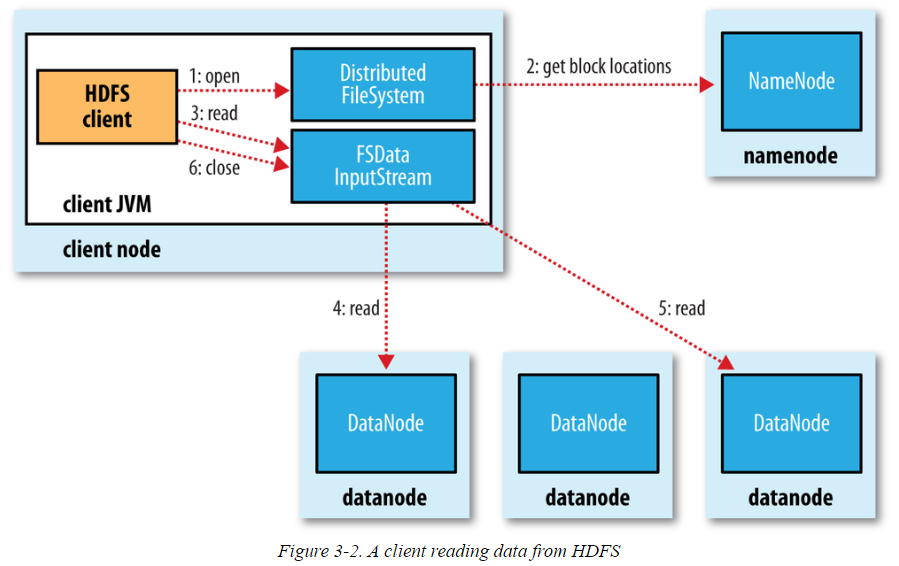 1: open
Distributed
FileSystem
2: get block locations
NameNode
HDFS
client
3: read
FSData
InputStream
namenode
6: close
client JVM
client node
4: read
5: read
DataNode
DataNode
DataNode
datanode
datanode
datanode
Figure 3-2. A client reading data from HDFS